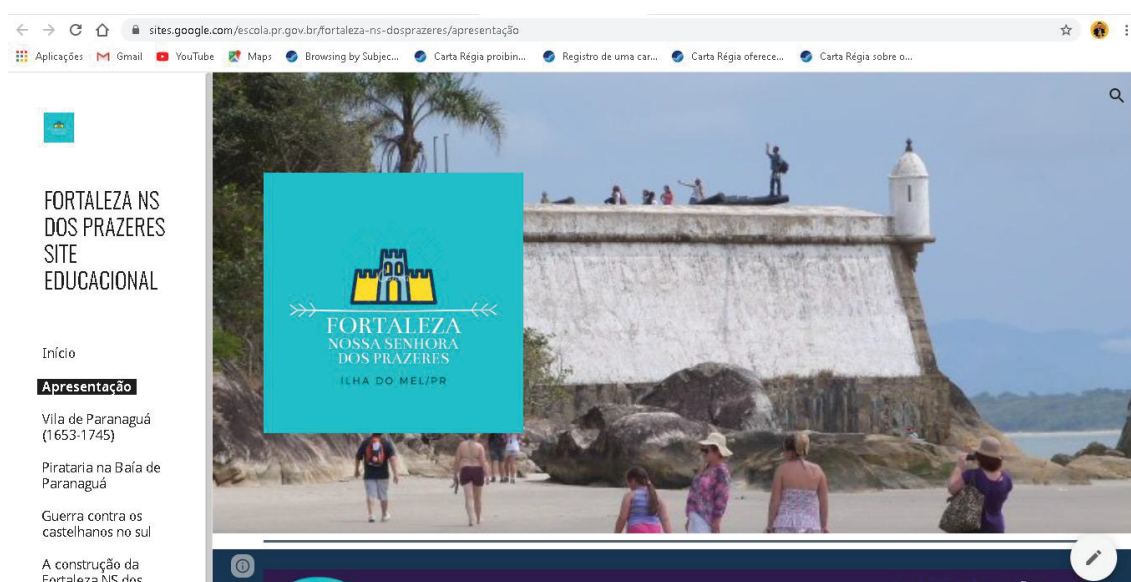 sites.google.com/escola.pr.gov.br/fortaleza-ns-dosprazeres/apresentação
Aplicações
Gmail
YouTube
Maps
Browsing by Subjec...
Carta Régia proibin...
Registro de uma car...
Carta Régia oferece...
Carta Régia sobre o...
FORTALEZA NS
DOS PRAZERES
SITE
EDUCACIONAL
Início
Apresentação
Vila de Paranaguá
(1653-1745)
Pirataria na Baía de
Paranaguá
Guerra contra os
castelhanos no sul
A construção da
Fortaleza NS dos
FORTALEZA
NOSSA SENHORA
DOS PRAZERES
ILHA DO MEL/PR